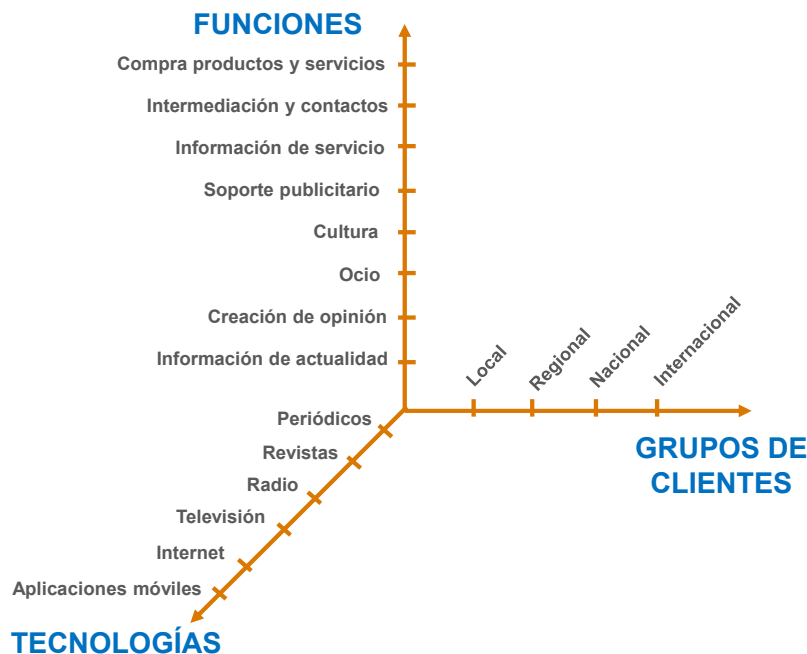 FUNCIONES
Compra productos y servicios
Intermediación y contactos
Información de servicio
Soporte publicitario
Cultura
Ocio
Creación de opinión
Información de actualidad
Local
Regional
Nacional
Internacional
GRUPOS DE
CLIENTES
Periódicos
Revistas
Radio
Televisión
Internet
Aplicaciones móviles
TECNOLOGÍAS